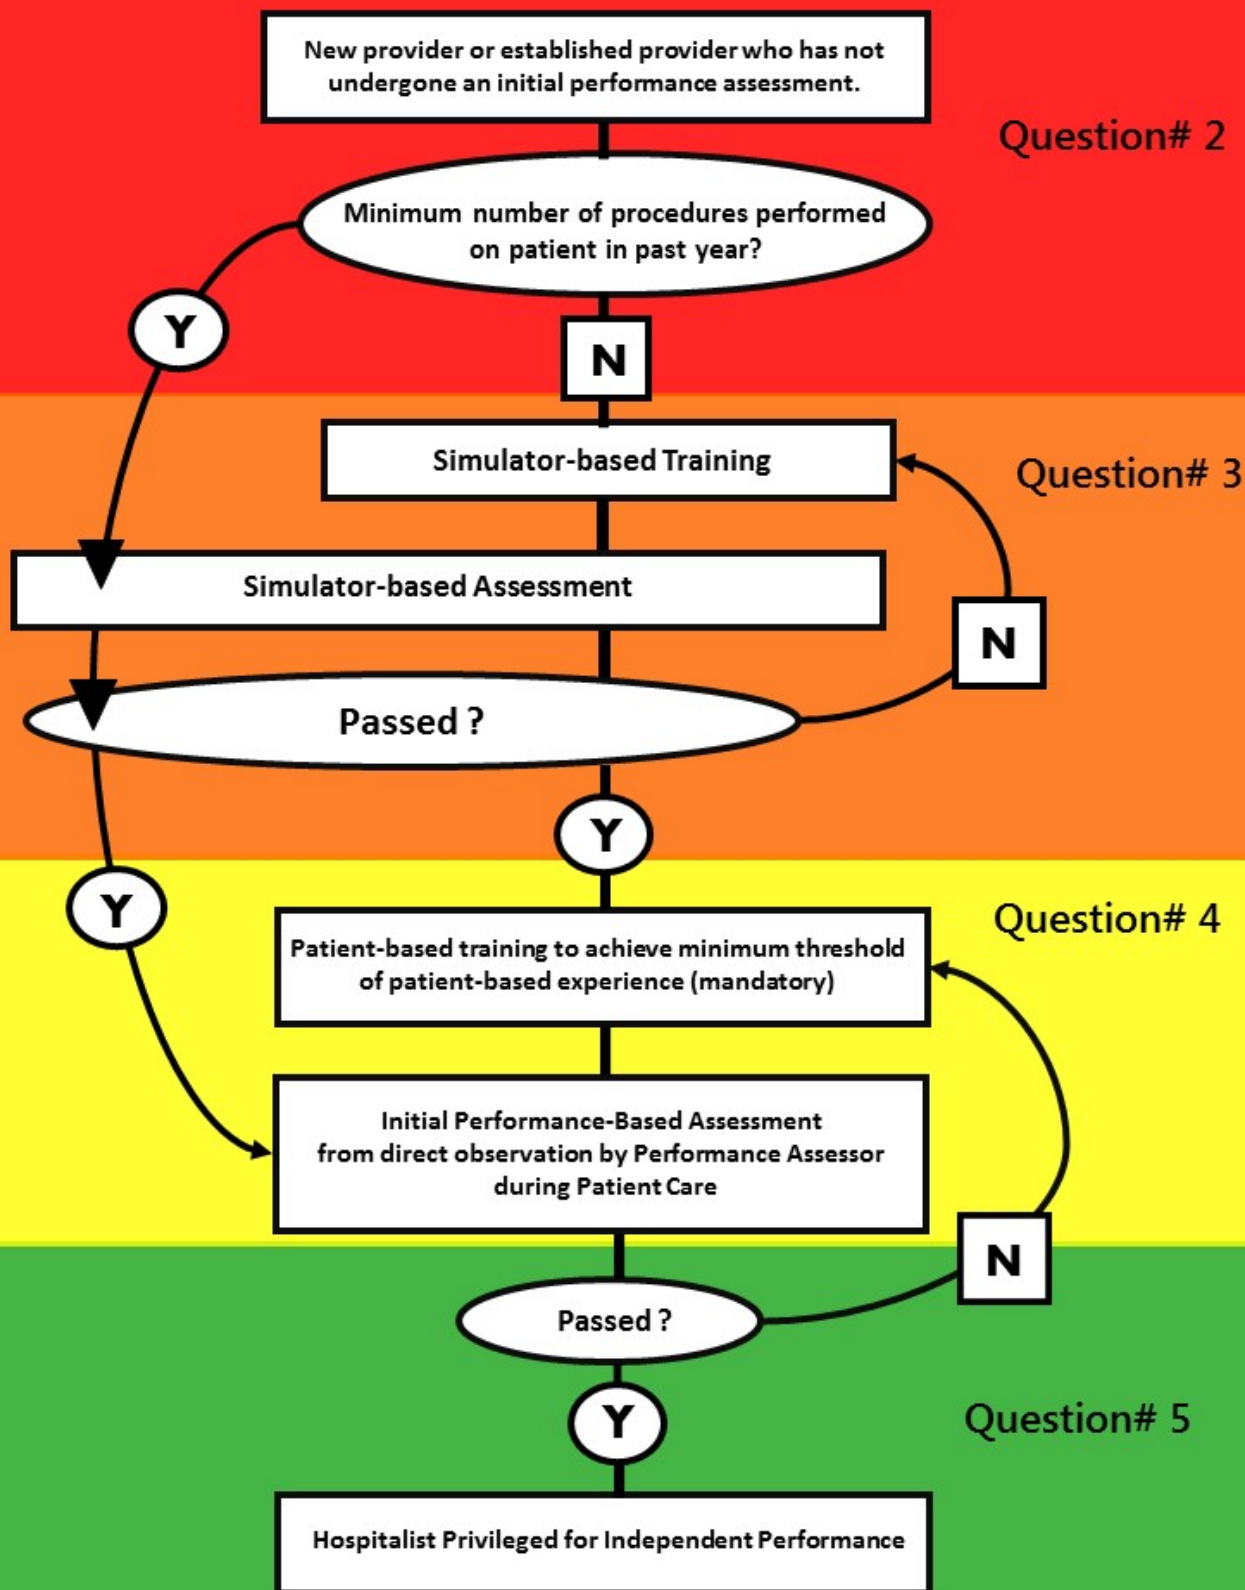 New provider or established provider who has not
undergone an initial performance assessment.
Question# 2
Minimum number of procedures performed
on patient in past year?
Y
N
Simulator-based Training
Question# 3
Simulator-based Assessment
N
Passed ?
Y
Y
Question# 4
Patient-based training to achieve minimum threshold
of patient-based experience (mandatory)
Initial Performance-Based Assessment
from direct observation by Performance Assessor
during Patient Care
N
Passed ?
Y
Question# 5
Hospitalist Privileged for Independent Performance